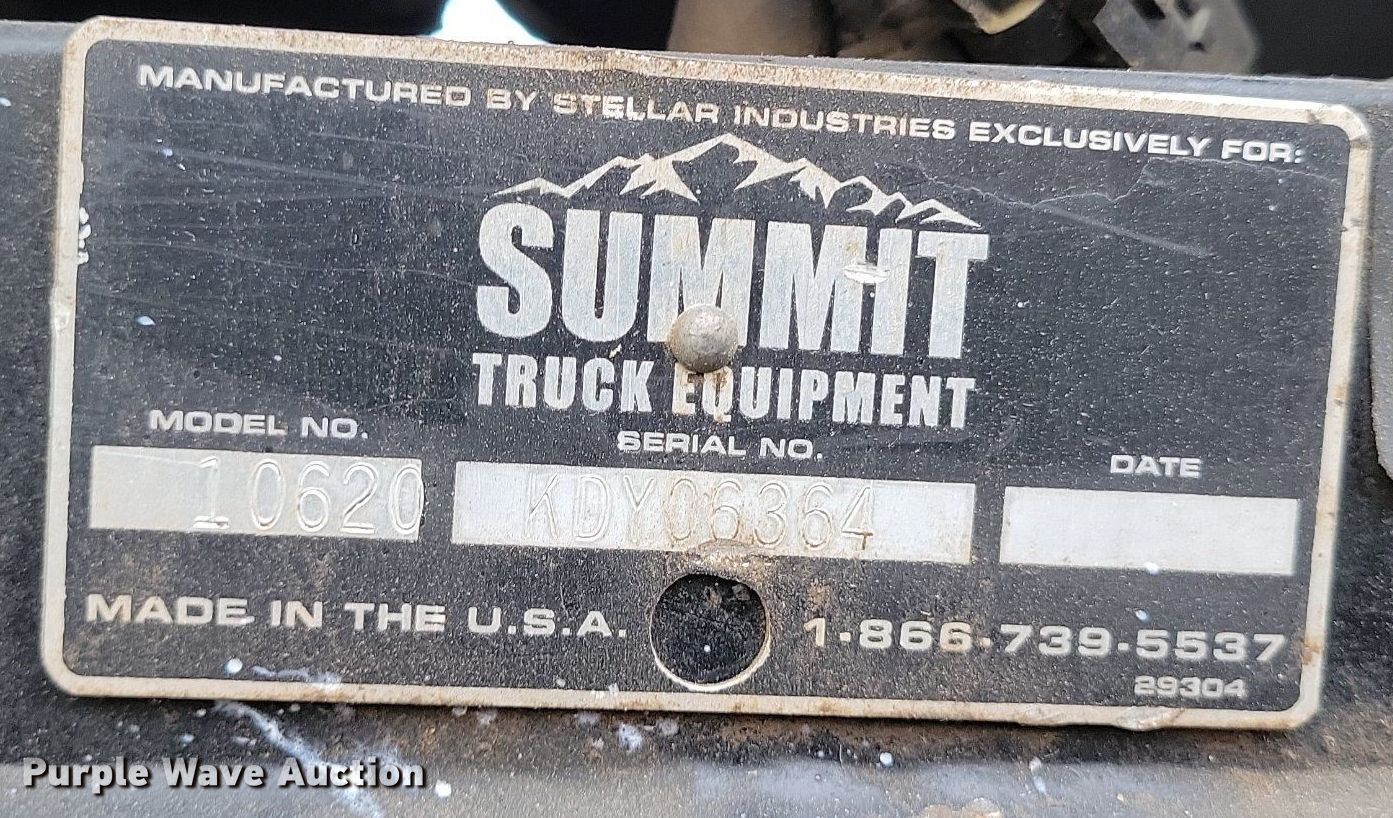 MANUFACTURED BY STELLAR INDUSTRIES EXCLUSIVELY FOR:
SUMMIT
TRUCK EQUIPMENT
MODEL NO. SERIAL NO. DATE
10620 KDY06364
MADE IN THE U.S.A. 1-866-739-5537
29304
Purple Wave Auction